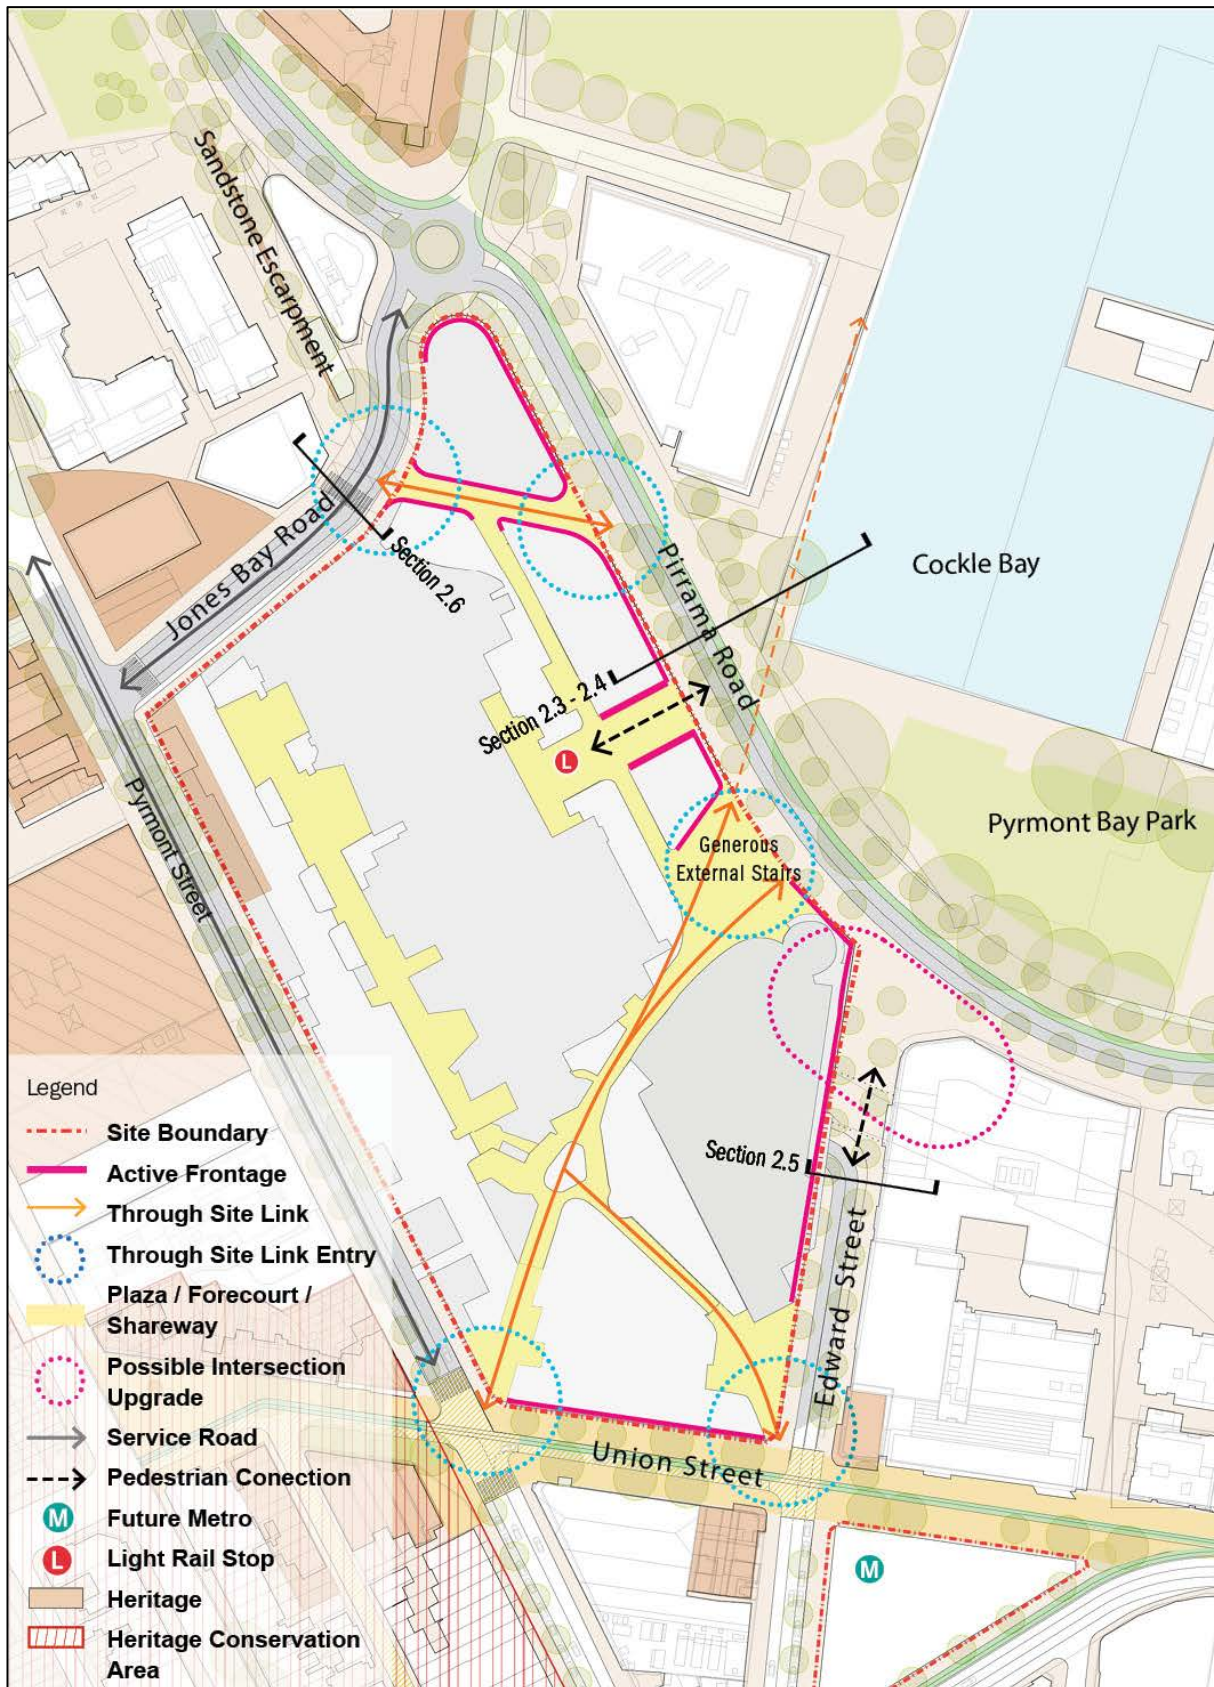 Sandstone Escarpment
Jones Bay Road
Section 2.6
Pirrama Road
Cockle Bay
Section 2.3 - 2.4
L
Pyrmont Street
Pyrmont Bay Park
Generous
External Stairs
Section 2.5
Edward Street
Union Street
M
Legend
Site Boundary
Active Frontage
Through Site Link
Through Site Link Entry
Plaza / Forecourt /
Shareway
Possible Intersection
Upgrade
Service Road
Pedestrian Conection
M Future Metro
L Light Rail Stop
Heritage
Heritage Conservation
Area